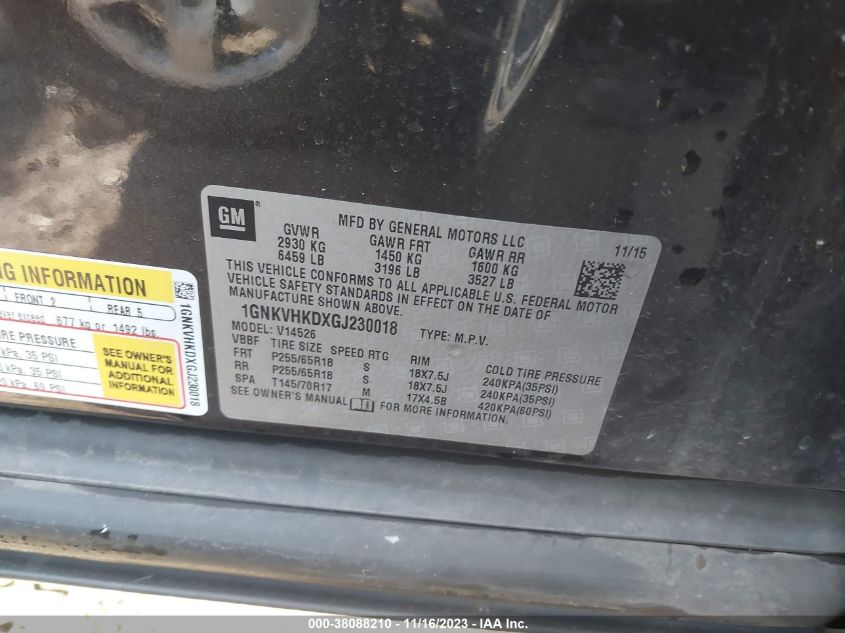 GM
MFD BY GENERAL MOTORS LLC
11/15
GVWR GAWR FRT GAWR RR
2930 KG 1450 KG 1600 KG
6459 LB 3196 LB 3527 LB
THIS VEHICLE CONFORMS TO ALL APPLICABLE U.S. FEDERAL MOTOR
VEHICLE SAFETY STANDARDS IN EFFECT ON THE DATE OF
MANUFACTURE SHOWN ABOVE.
1GNKVHKDXGJ230018 TYPE: M.P.V.
MODEL: V14526
VBBF TIRE SIZE SPEED RTG RIM COLD TIRE PRESSURE
FRT P255/65R18 S 18X7.5J 240KPA(35PSI)
RR P255/65R18 S 18X7.5J 240KPA(35PSI)
SPA T145/70R17 M 17X4.5B 420KPA(60PSI)
SEE OWNER'S MANUAL FOR MORE INFORMATION.
INFORMATION
FRONT 2 REAR 5
exceed 677 kg or 1492 lbs.
PRESSURE
kPa, 35 PSI
kPa, 35 PSI
kPa, 60 PSI
SEE OWNER'S
MANUAL FOR
ADDITIONAL
INFORMATION
1GNKVHKDXGJ230018
000-38088210 - 11/16/2023 - IAA Inc.